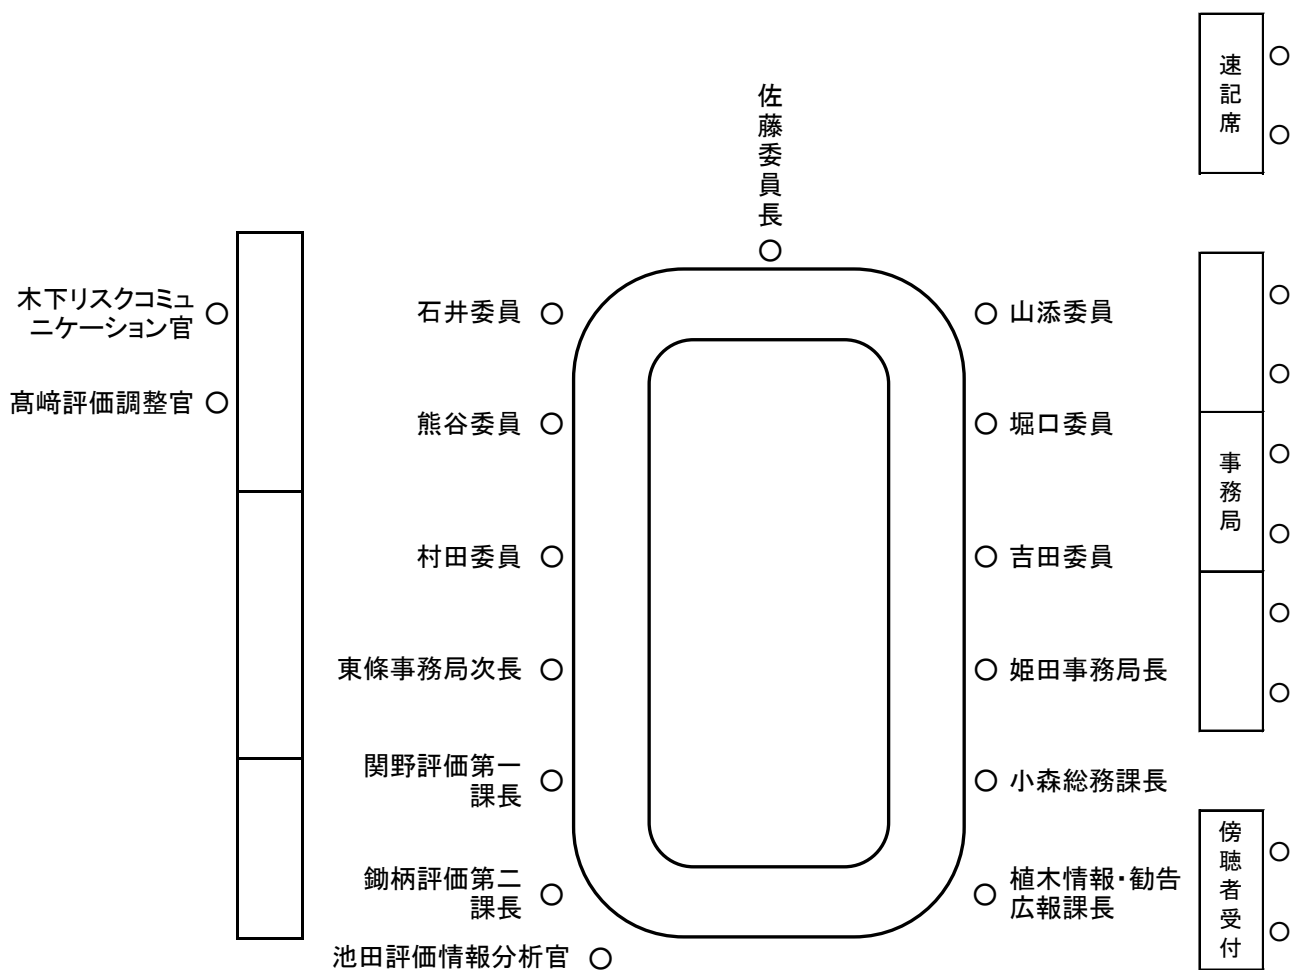 速記席
佐藤委員長
木下リスクコミュ
ニケーション官
石井委員
山添委員
髙﨑評価調整官
熊谷委員
堀口委員
事務局
村田委員
吉田委員
東條事務局次長
姫田事務局長
関野評価第一
課長
小森総務課長
鋤柄評価第二
課長
植木情報・勧告
広報課長
傍聴者受付
池田評価情報分析官